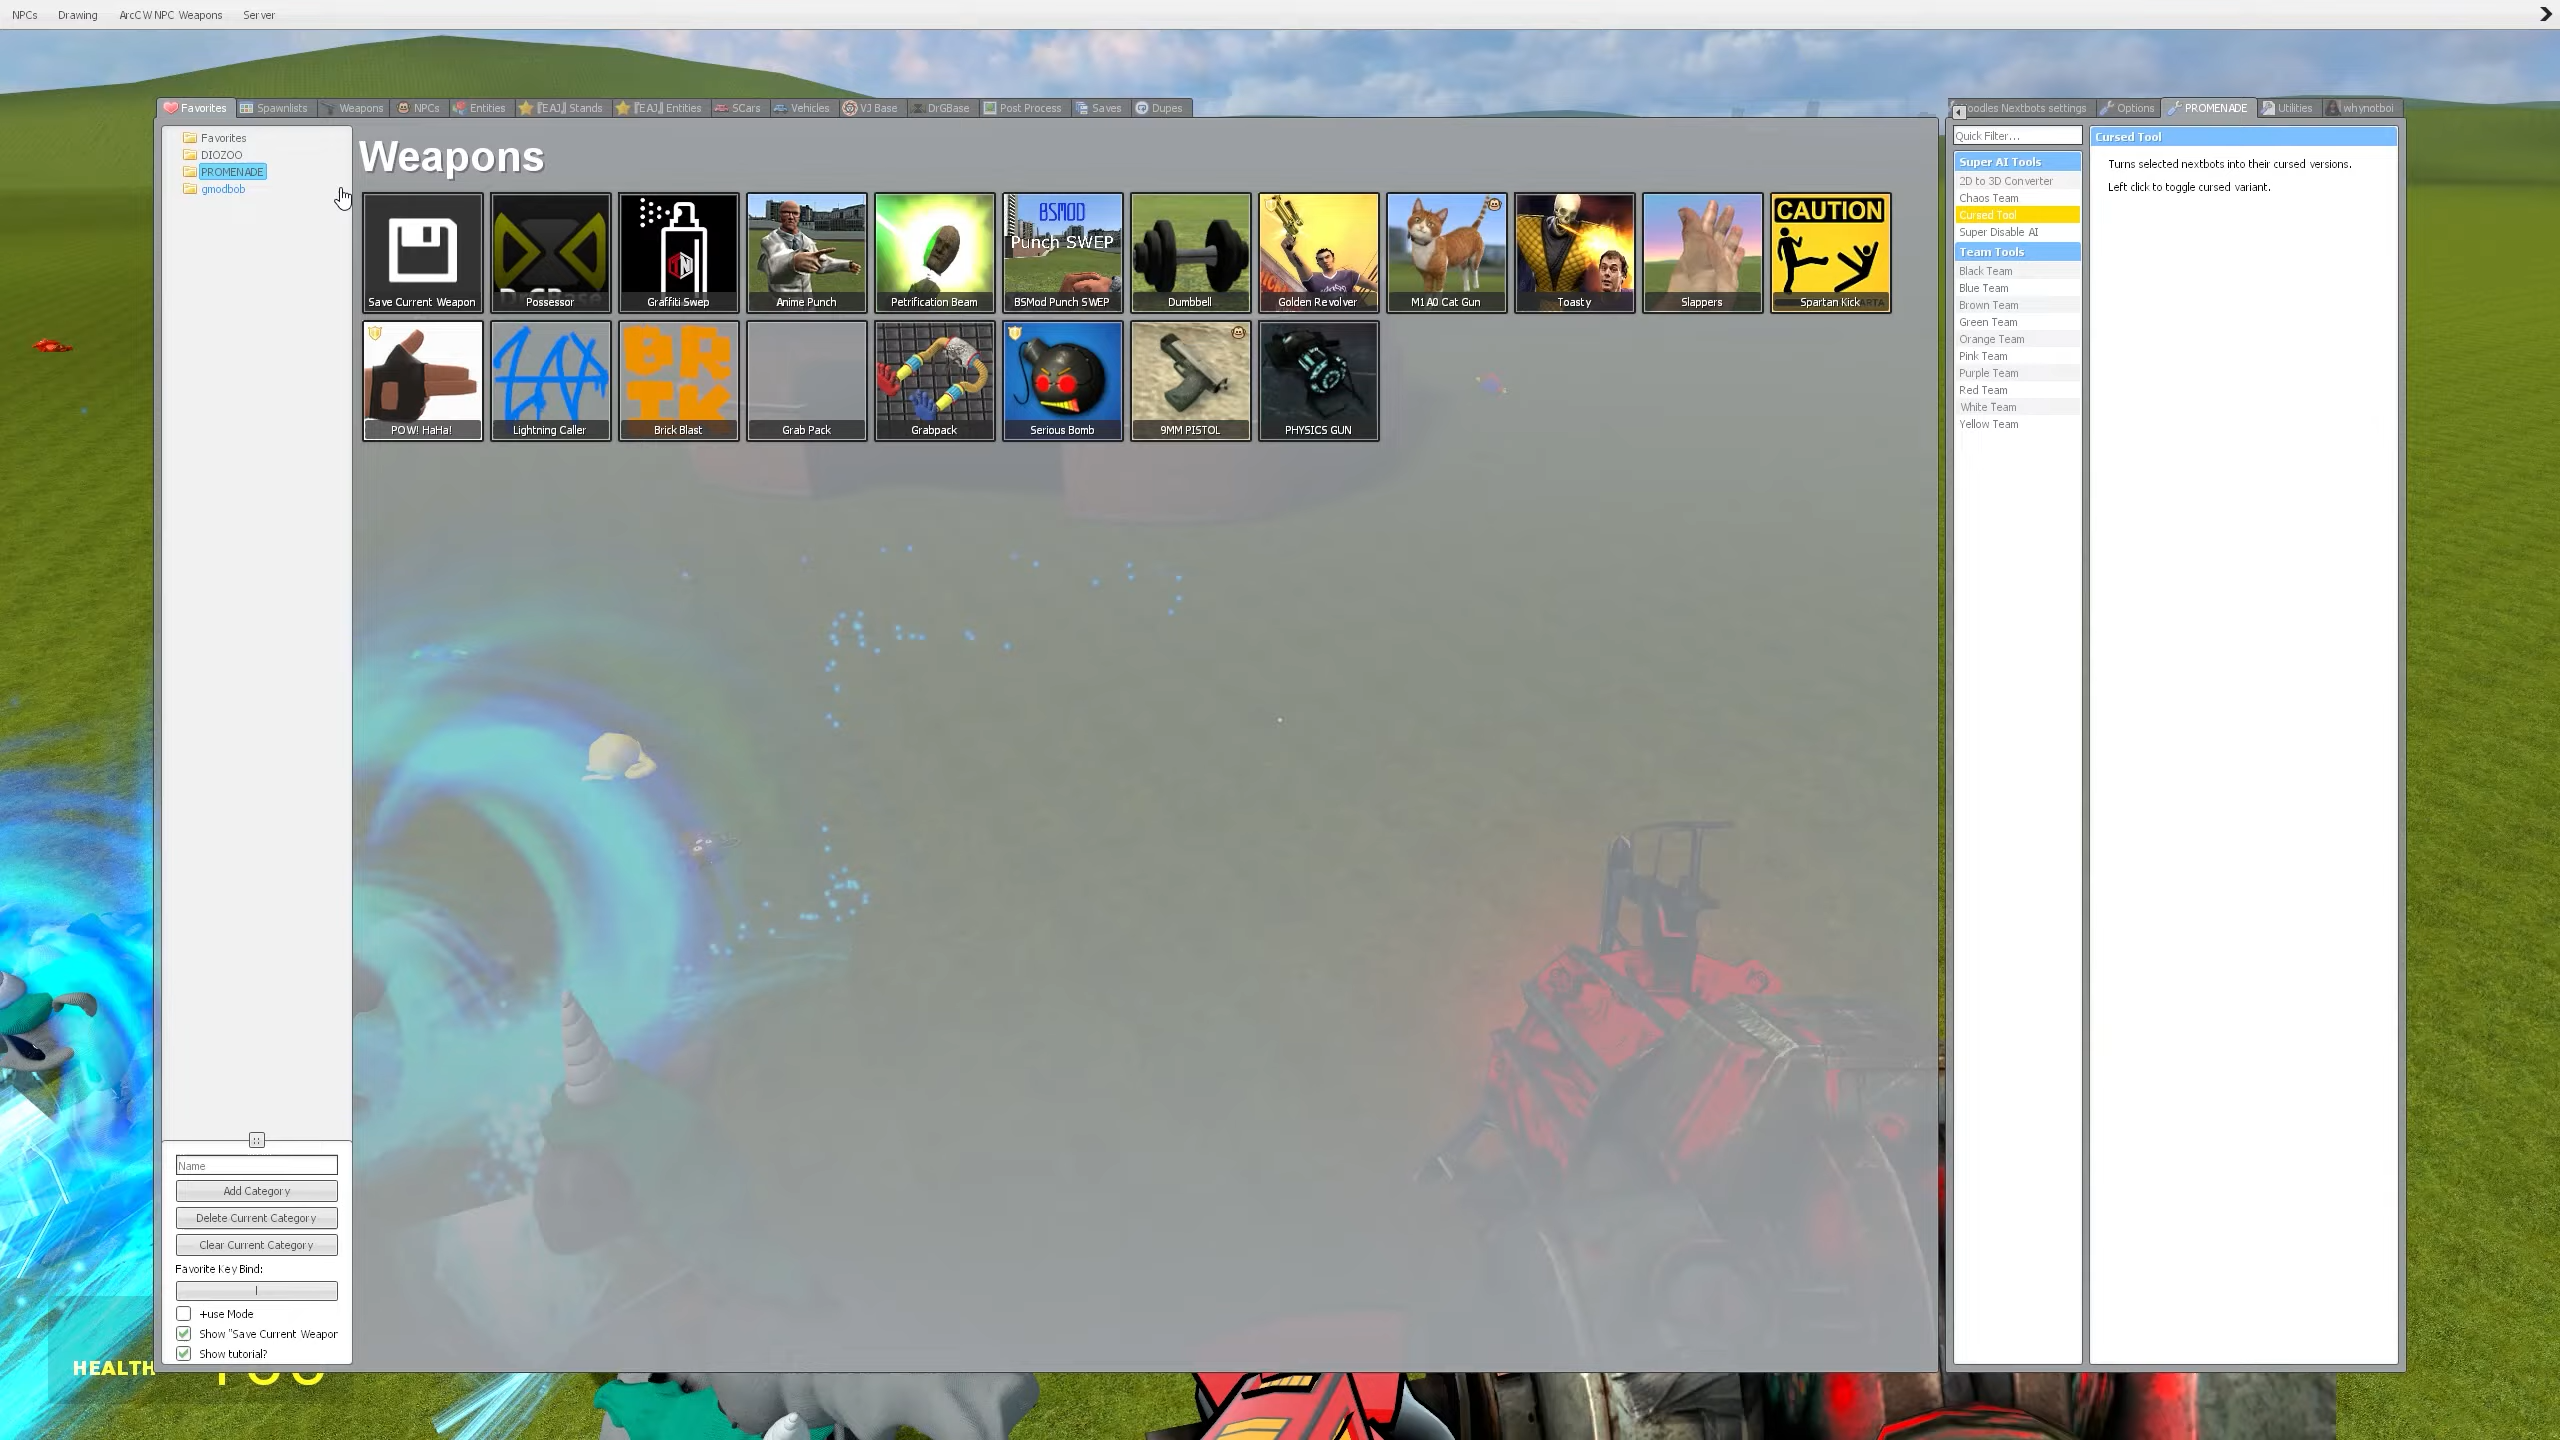 NPCs Drawing ArcCW NPC Weapons Server
Favorites Spawnlists Weapons NPCs Entities 『EAJ』 Stands 『EAJ』 Entities SCars Vehicles VJ Base DrGBase Post Process Saves Dupes
oodles Nextbots settings Options PROMENADE Utilities whynotboi
Favorites
DIOZOO
PROMENADE
gmodbob
Weapons
BSMOD
Punch SWEP
CAUTION
Save Current Weapon Possessor Graffiti Swep Anime Punch Petrification Beam BSMod Punch SWEP Dumbbell Golden Revolver M1A0 Cat Gun Toasty Slappers Spartan Kick
BRIK
POW! HaHa! Lightning Caller Brick Blast Grab Pack Grabpack Serious Bomb 9MM PISTOL PHYSICS GUN
Quick Filter...
Super AI Tools
2D to 3D Converter
Chaos Team
Cursed Tool
Super Disable AI
Team Tools
Black Team
Blue Team
Brown Team
Green Team
Orange Team
Pink Team
Purple Team
Red Team
White Team
Yellow Team
Cursed Tool
Turns selected nextbots into their cursed versions.
Left click to toggle cursed variant.
Name
Add Category
Delete Current Category
Clear Current Category
Favorite Key Bind:
I
+use Mode
Show "Save Current Weapon
Show tutorial?
HEALTH 100